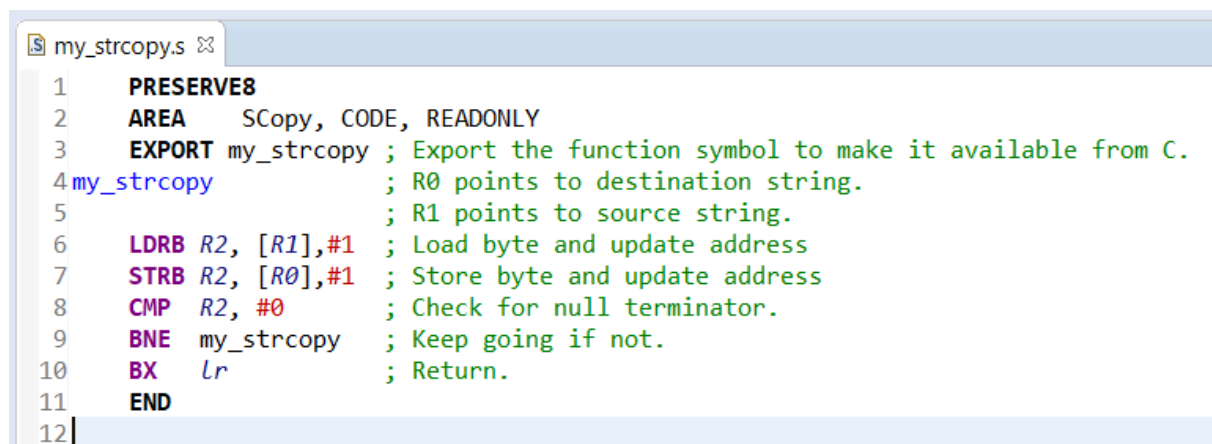 my_strcopy.s
1 PRESERVE8
2 AREA SCopy, CODE, READONLY
3 EXPORT my_strcopy ; Export the function symbol to make it available from C.
4 my_strcopy ; R0 points to destination string.
5 ; R1 points to source string.
6 LDRB R2, [R1],#1 ; Load byte and update address
7 STRB R2, [R0],#1 ; Store byte and update address
8 CMP R2, #0 ; Check for null terminator.
9 BNE my_strcopy ; Keep going if not.
10 BX lr ; Return.
11 END
12